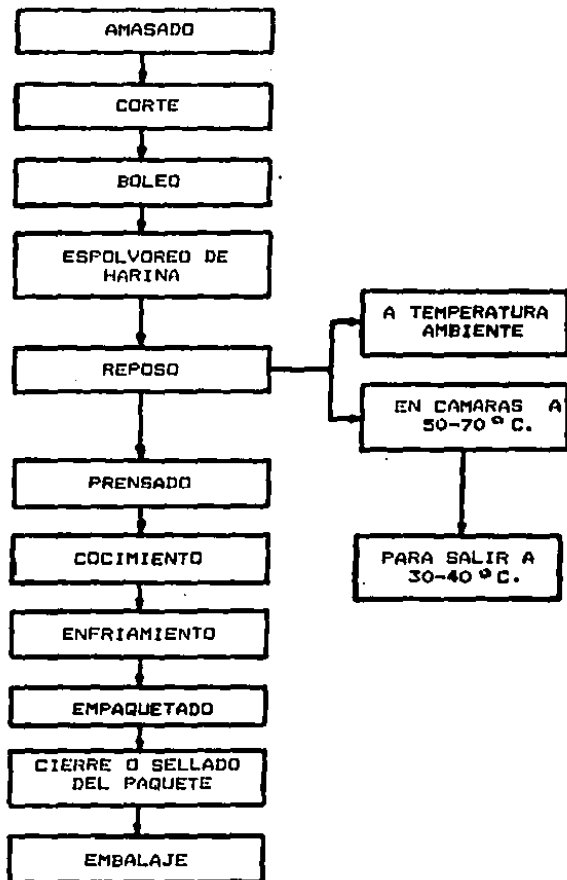 AMASADO
CORTE
BOLEO
ESPOLVOREO DE
HARINA
REPOSO
A TEMPERATURA
AMBIENTE
EN CAMARAS A
50-70 º C.
PARA SALIR A
30-40 º C.
PRENSADO
COCIMIENTO
ENFRIAMIENTO
EMPAQUETADO
CIERRE O SELLADO
DEL PAQUETE
EMBALAJE